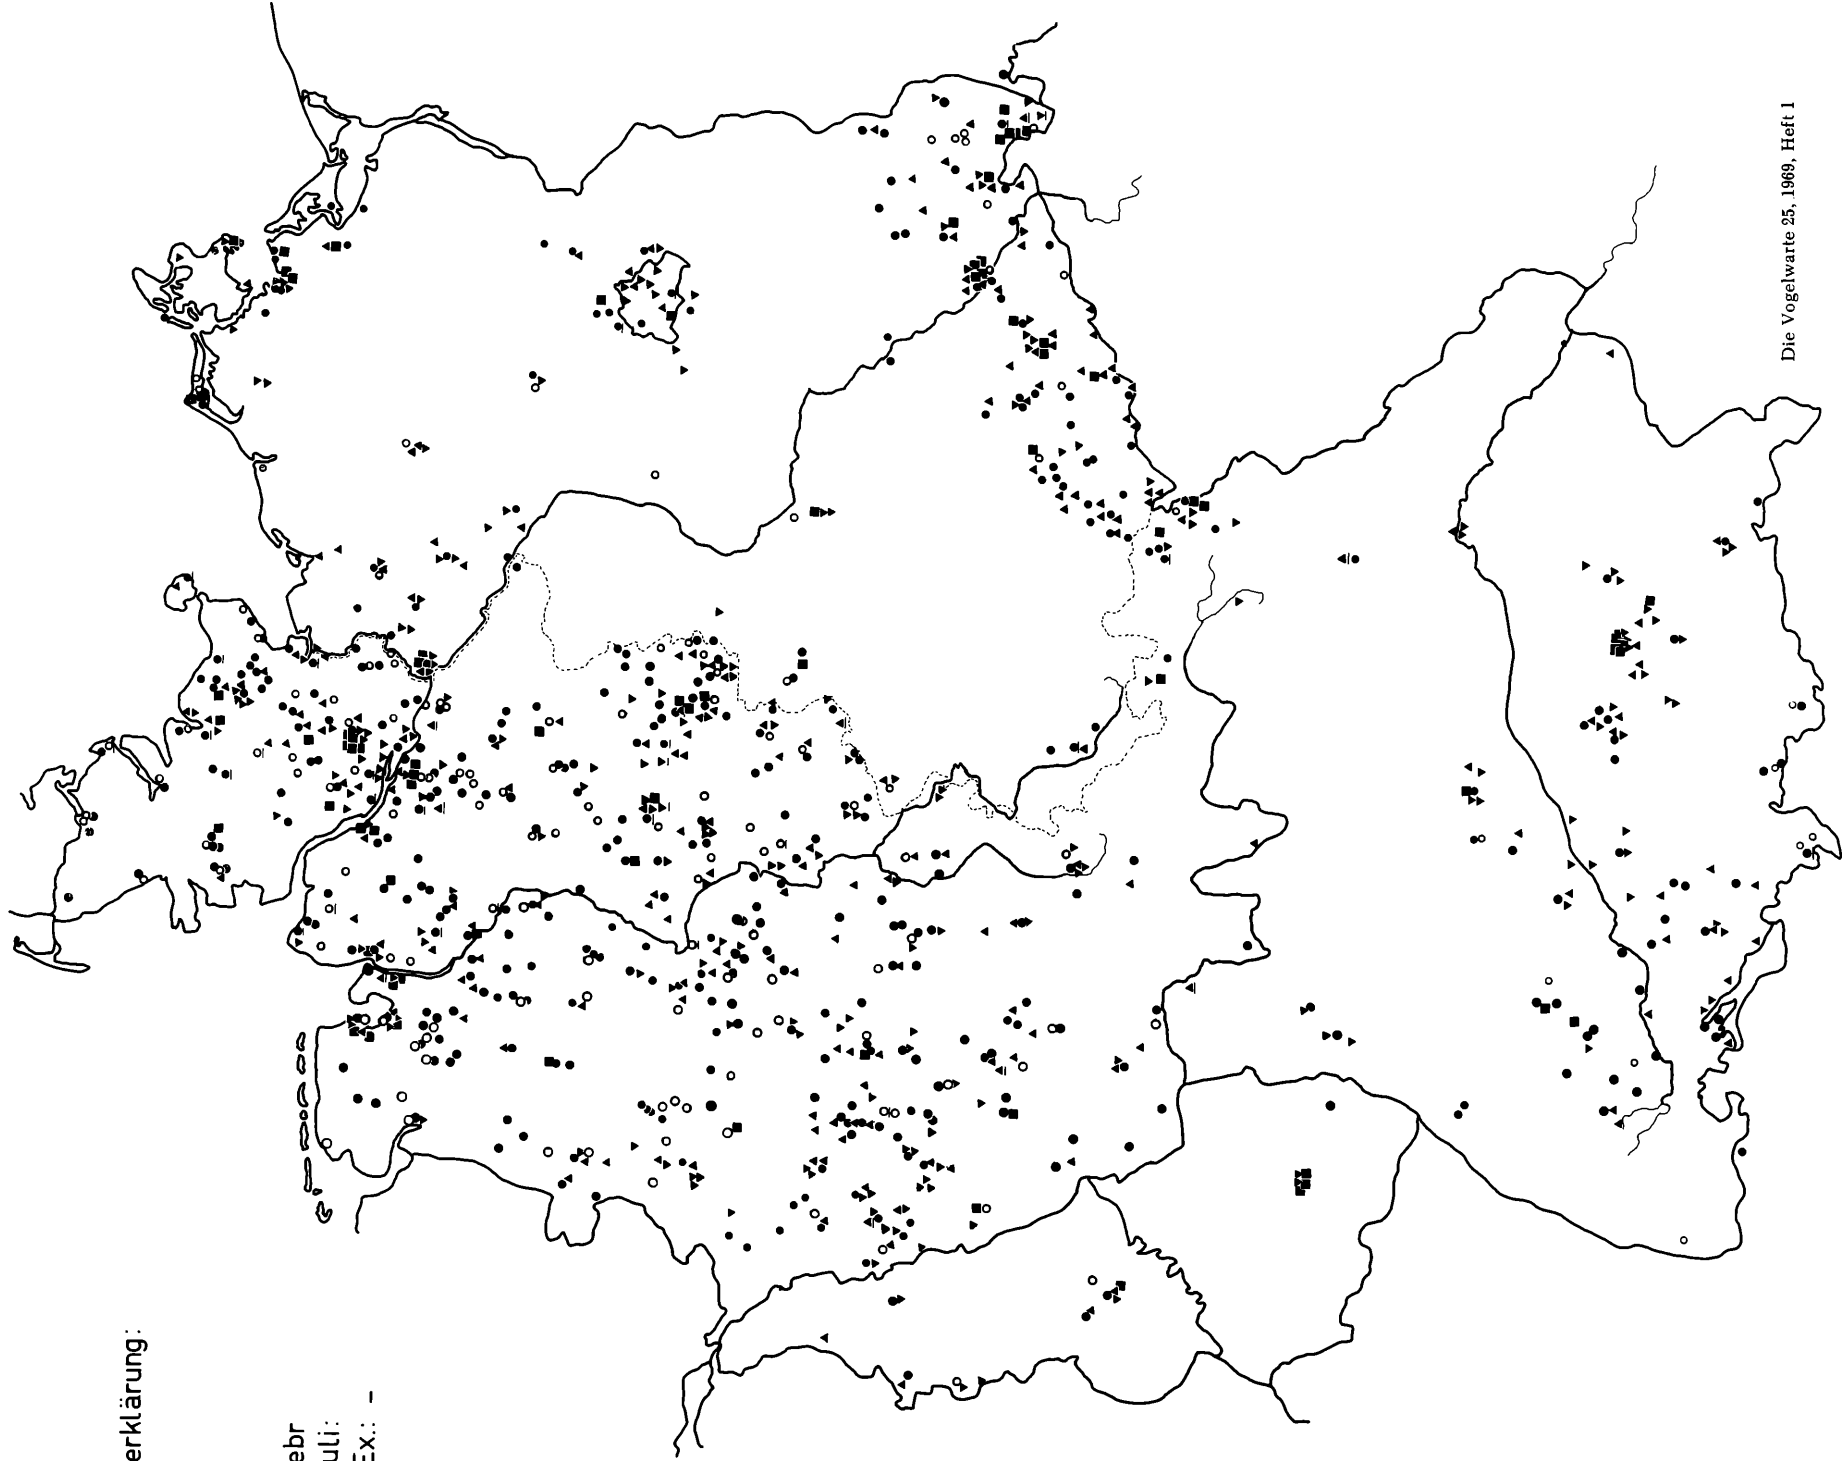 erklärung:
ebr
uli:
Ex.: –
Die Vogelwarte 25, 1969, Heft 1